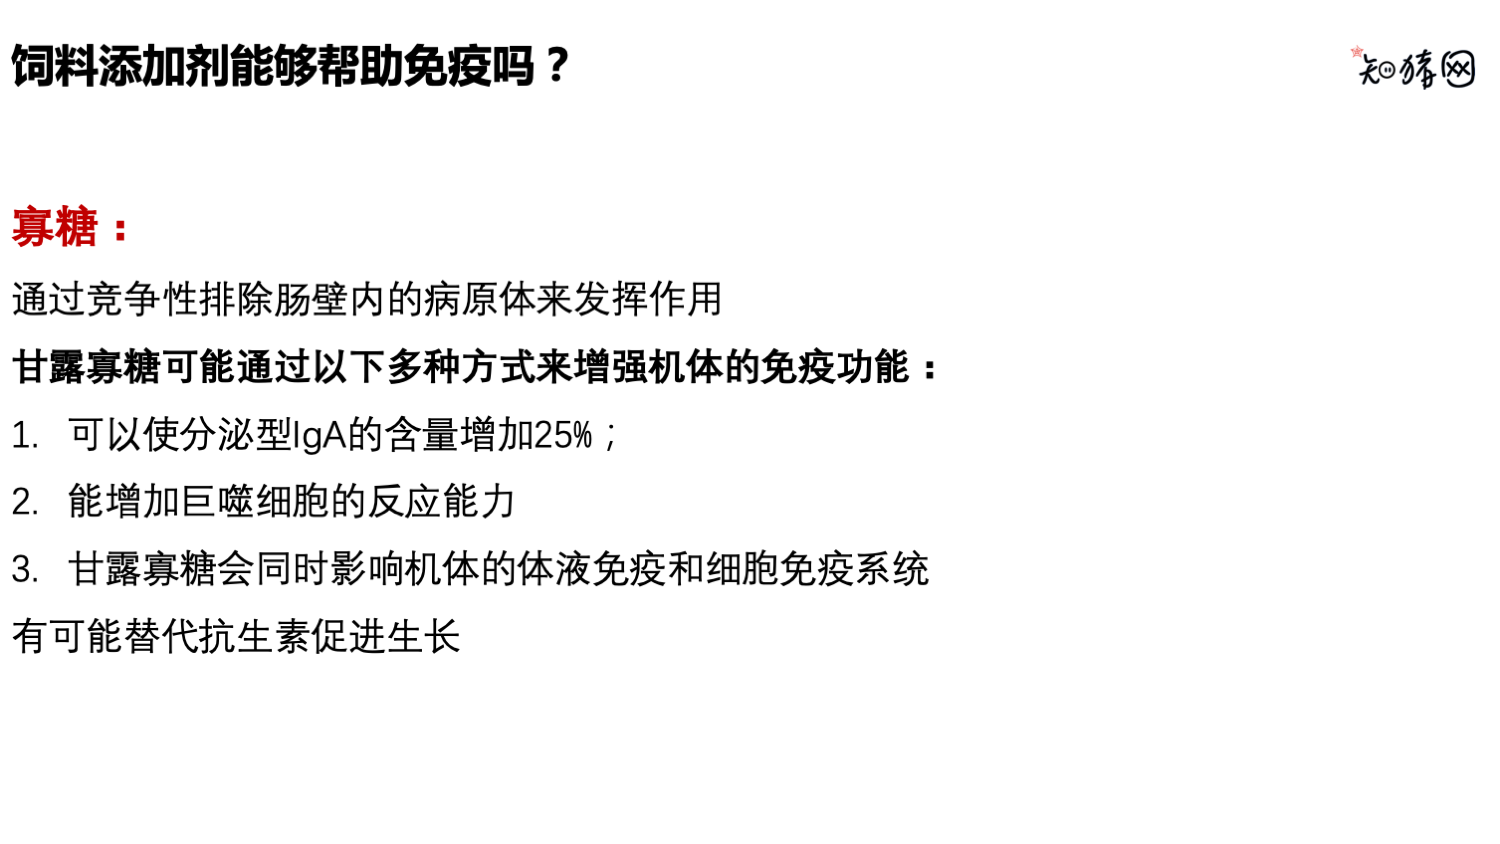 饲料添加剂能够帮助免疫吗？
知猪网
寡糖：
通过竞争性排除肠壁内的病原体来发挥作用
甘露寡糖可能通过以下多种方式来增强机体的免疫功能：
1. 可以使分泌型IgA的含量增加25%；
2. 能增加巨噬细胞的反应能力
3. 甘露寡糖会同时影响机体的体液免疫和细胞免疫系统
有可能替代抗生素促进生长